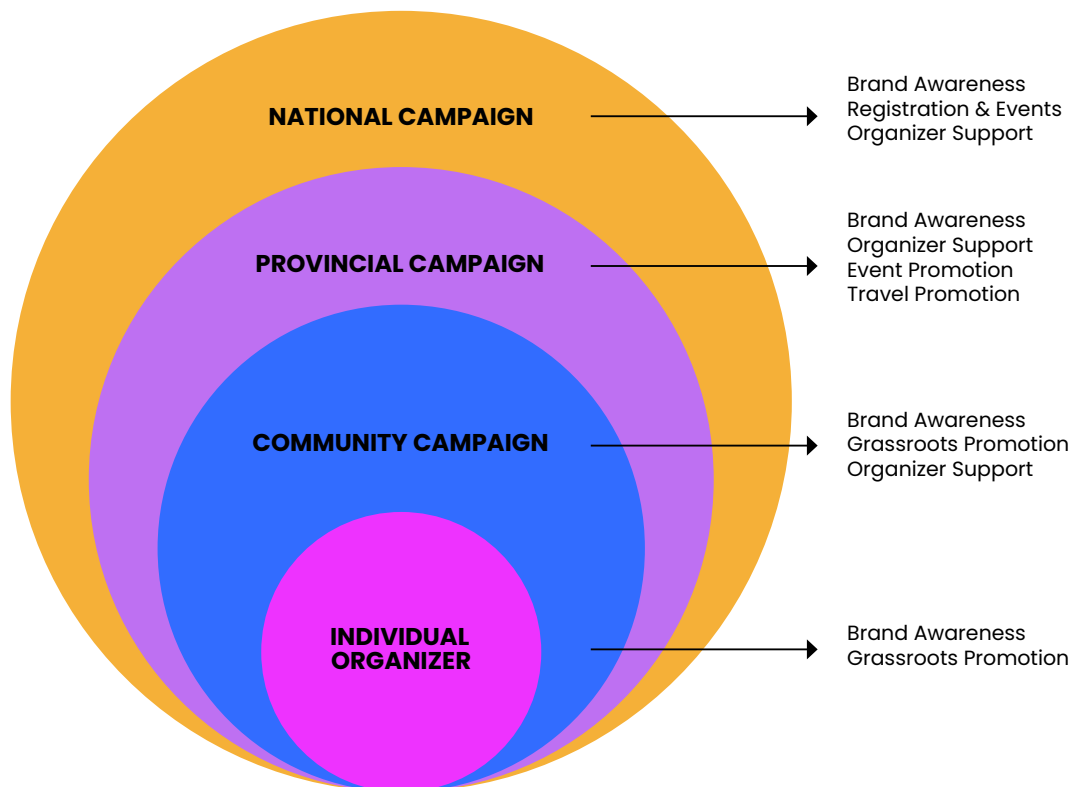 NATIONAL CAMPAIGN
Brand Awareness
Registration & Events
Organizer Support
PROVINCIAL CAMPAIGN
Brand Awareness
Organizer Support
Event Promotion
Travel Promotion
COMMUNITY CAMPAIGN
Brand Awareness
Grassroots Promotion
Organizer Support
INDIVIDUAL
ORGANIZER
Brand Awareness
Grassroots Promotion